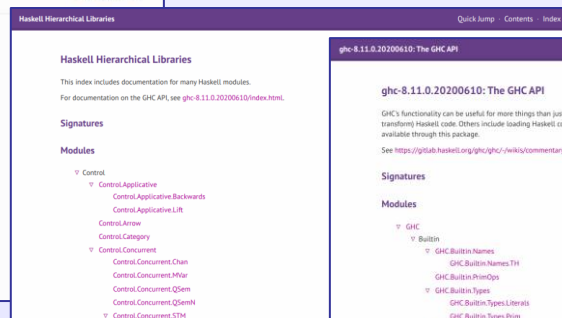 Haskell Hierarchical Libraries
Quick Jump · Contents · Index
Haskell Hierarchical Libraries
This index includes documentation for many Haskell modules.
For documentation on the GHC API, see ghc-8.11.0.20200610/index.html.
Signatures
Modules
▽ Control
▽ Control.Applicative
Control.Applicative.Backwards
Control.Applicative.Lift
Control.Arrow
Control.Category
▽ Control.Concurrent
Control.Concurrent.Chan
Control.Concurrent.MVar
Control.Concurrent.QSem
Control.Concurrent.QSemN
▽ Control.Concurrent.STM
ghc-8.11.0.20200610: The GHC API
ghc-8.11.0.20200610: The GHC API
GHC's functionality can be useful for more things than jus
transform) Haskell code. Others include loading Haskell co
available through this package.
See https://gitlab.haskell.org/ghc/ghc/-/wikis/commentary
Signatures
Modules
▽ GHC
▽ Builtin
▽ GHC.Builtin.Names
GHC.Builtin.Names.TH
GHC.Builtin.PrimOps
▽ GHC.Builtin.Types
GHC.Builtin.Types.Literals
GHC.Builtin.Types.Prim